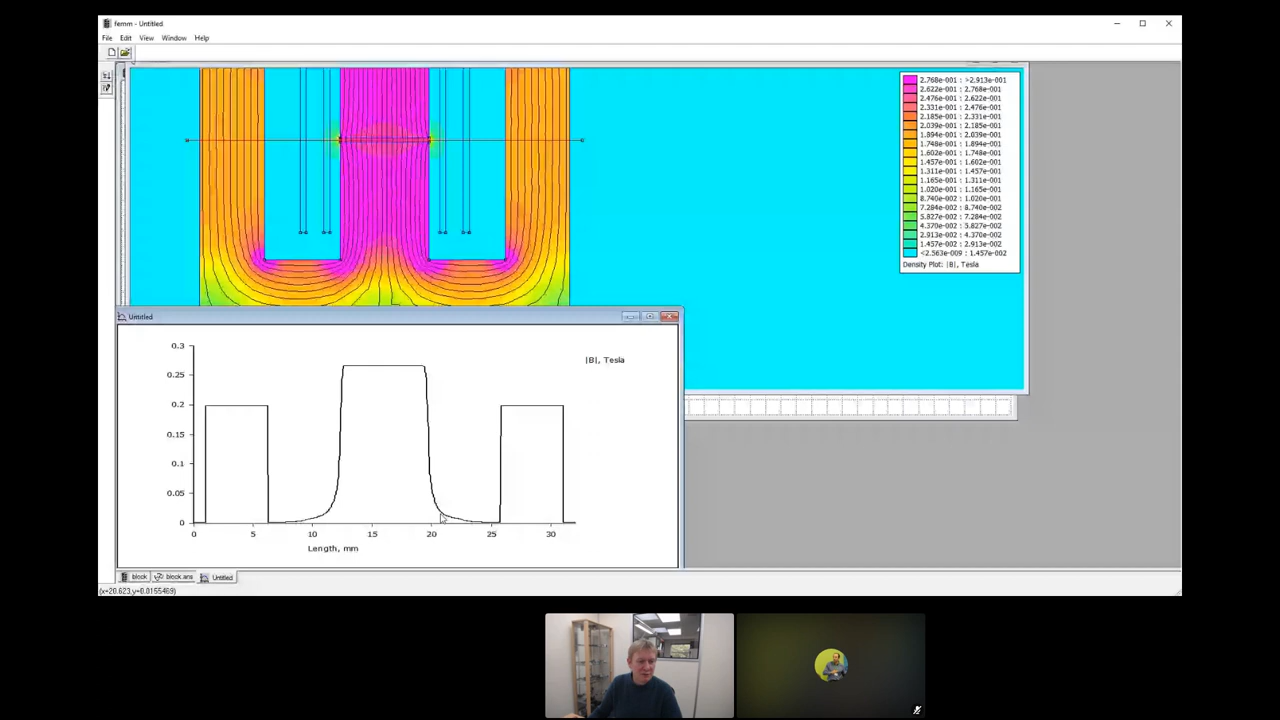 femm - Untitled
File Edit View Window Help
2.768e-001 : >2.913e-001
2.622e-001 : 2.768e-001
2.476e-001 : 2.622e-001
2.331e-001 : 2.476e-001
2.185e-001 : 2.331e-001
2.039e-001 : 2.185e-001
1.894e-001 : 2.039e-001
1.748e-001 : 1.894e-001
1.602e-001 : 1.748e-001
1.457e-001 : 1.602e-001
1.311e-001 : 1.457e-001
1.165e-001 : 1.311e-001
1.020e-001 : 1.165e-001
8.740e-002 : 1.020e-001
7.284e-002 : 8.740e-002
5.827e-002 : 7.284e-002
4.370e-002 : 5.827e-002
2.913e-002 : 4.370e-002
1.457e-002 : 2.913e-002
<2.563e-009 : 1.457e-002
Density Plot: |B|, Tesla
Untitled
0.3
|B|, Tesla
0.25
0.2
0.15
0.1
0.05
0
0 5 10 15 20 25 30
Length, mm
block block.ans Untitled
(x=20.623,y=0.0155489)